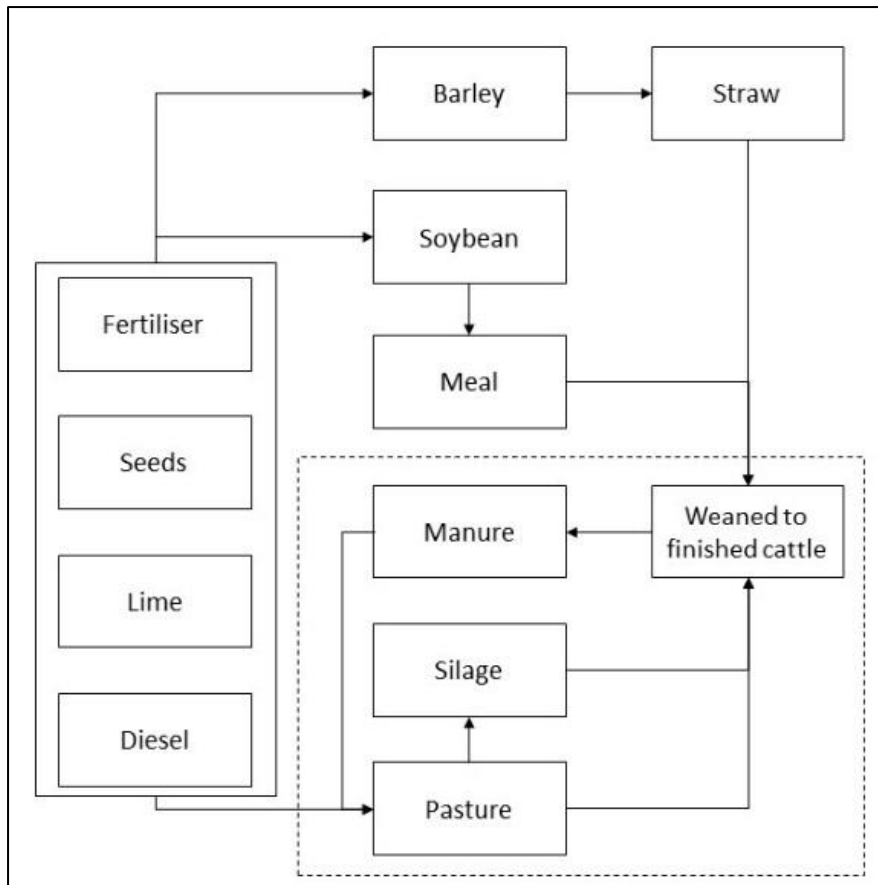 Barley
Straw
Soybean
Fertiliser
Meal
Seeds
Manure
Weaned to
finished cattle
Lime
Silage
Diesel
Pasture